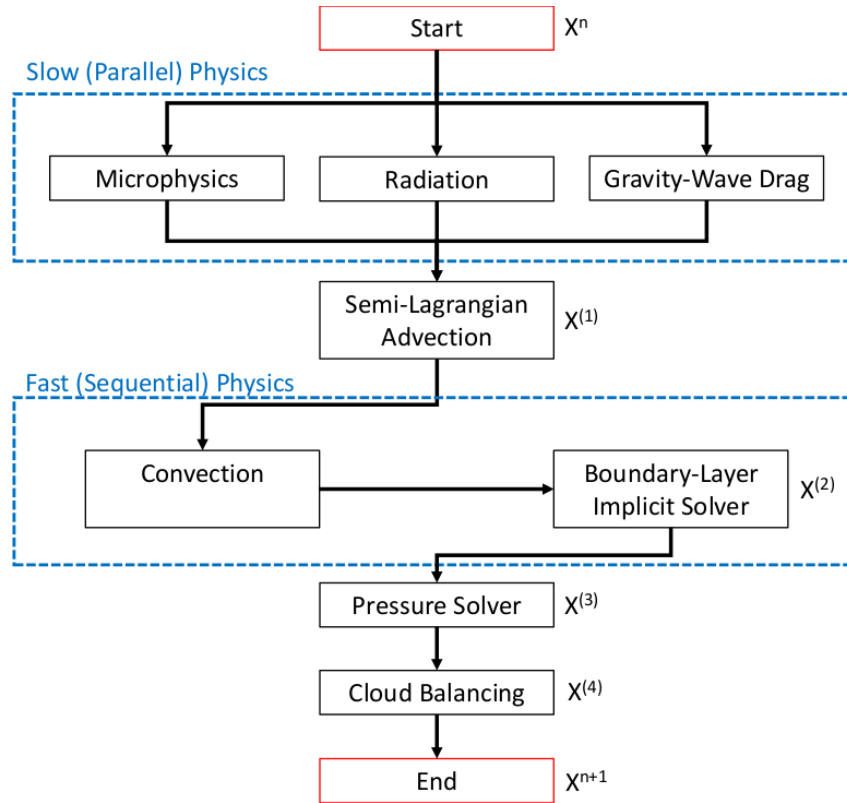 Start
Xⁿ
Slow (Parallel) Physics
Microphysics
Radiation
Gravity-Wave Drag
Semi-Lagrangian
Advection
X⁽¹⁾
Fast (Sequential) Physics
Convection
Boundary-Layer
Implicit Solver
X⁽²⁾
Pressure Solver
X⁽³⁾
Cloud Balancing
X⁽⁴⁾
End
Xⁿ⁺¹